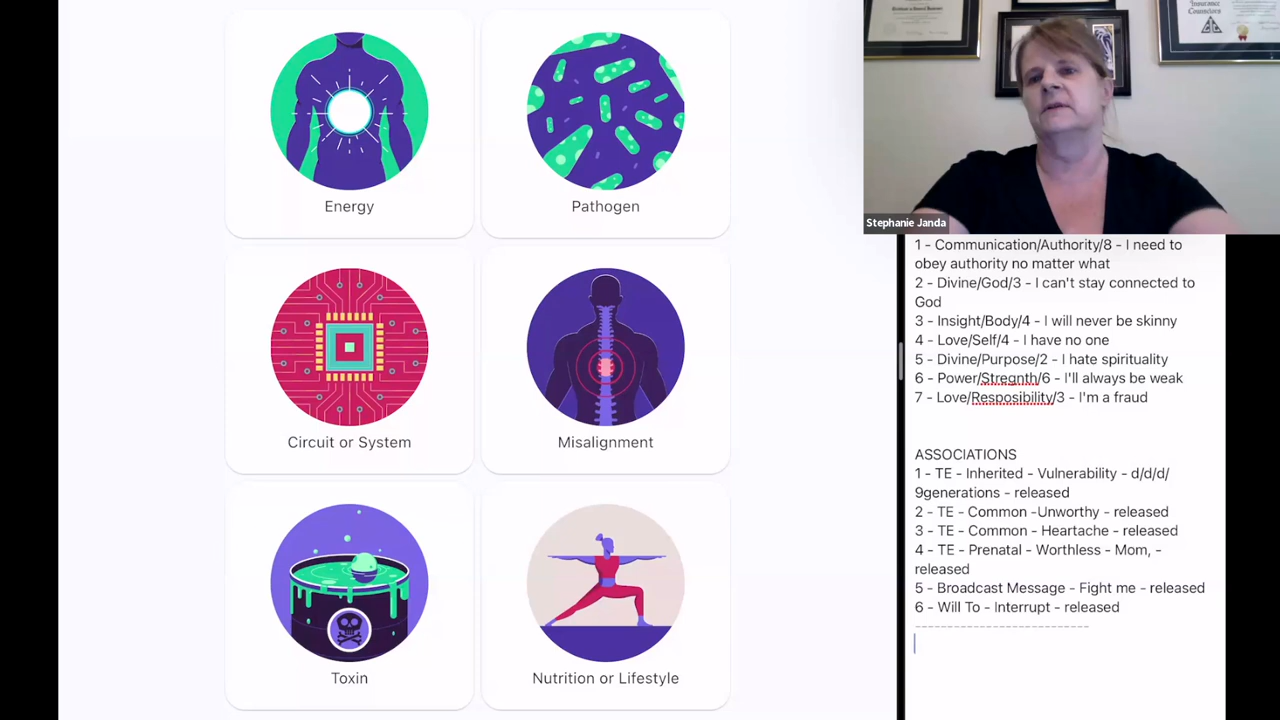 Energy
Pathogen
Circuit or System
Misalignment
Toxin
Nutrition or Lifestyle
Insurance
Counselors
Stephanie Janda
1 - Communication/Authority/8 - I need to
obey authority no matter what
2 - Divine/God/3 - I can't stay connected to
God
3 - Insight/Body/4 - I will never be skinny
4 - Love/Self/4 - I have no one
5 - Divine/Purpose/2 - I hate spirituality
6 - Power/Stregnth/6 - I'll always be weak
7 - Love/Resposibility/3 - I'm a fraud
ASSOCIATIONS
1 - TE - Inherited - Vulnerability - d/d/d/
9generations - released
2 - TE - Common -Unworthy - released
3 - TE - Common - Heartache - released
4 - TE - Prenatal - Worthless - Mom, -
released
5 - Broadcast Message - Fight me - released
6 - Will To - Interrupt - released
---------------------------